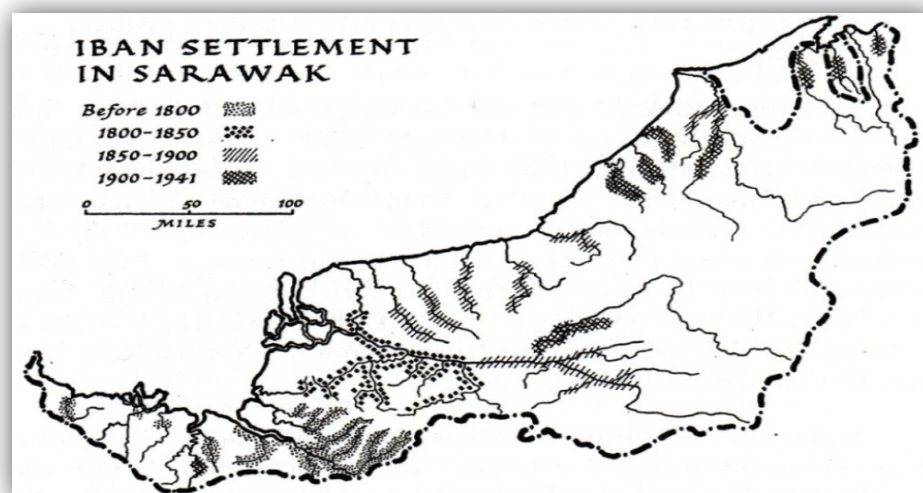 IBAN SETTLEMENT
IN SARAWAK
Before 1800
1800-1850
1850-1900
1900-1941
0 50 100
MILES